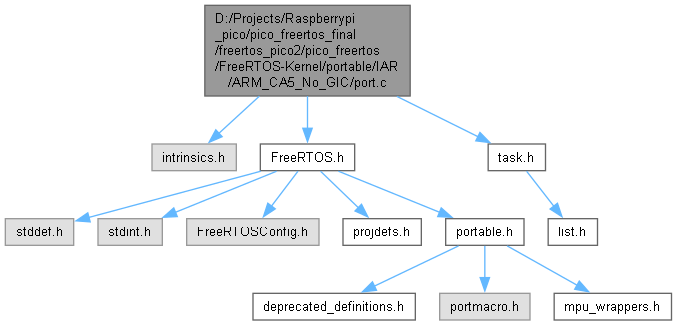 D:/Projects/Raspberrypi
_pico/pico_freertos_final
/freertos_pico2/pico_freertos
/FreeRTOS-Kernel/portable/IAR
/ARM_CA5_No_GIC/port.c
intrinsics.h
FreeRTOS.h
task.h
stddef.h
stdint.h
FreeRTOSConfig.h
projdefs.h
portable.h
list.h
deprecated_definitions.h
portmacro.h
mpu_wrappers.h